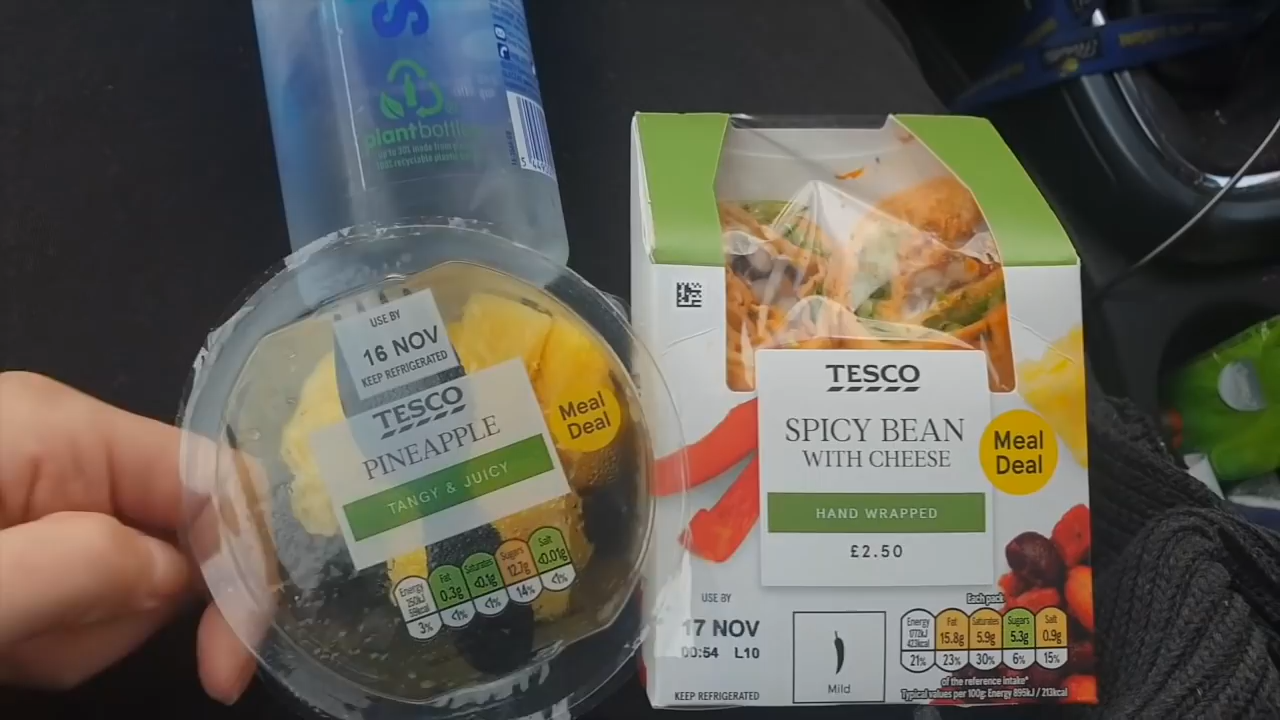 S
plantbottle
100% recyclable plastic
USE BY
16 NOV
KEEP REFRIGERATED
TESCO
PINEAPPLE
TANGY & JUICY
Meal
Deal
Energy
3%
Fat
0.3g
<1%
Saturates
<0.1g
<1%
Sugars
12.7g
14%
Salt
<0.01g
<1%
TESCO
SPICY BEAN
WITH CHEESE
HAND WRAPPED
£2.50
Meal
Deal
USE BY
17 NOV
00:54 L10
KEEP REFRIGERATED
Mild
Each pack
Energy
21%
Fat
15.8g
23%
Saturates
5.9g
30%
Sugars
5.3g
6%
Salt
0.9g
15%
of the reference intake*
Typical values per 100g: Energy 895kJ / 213kcal